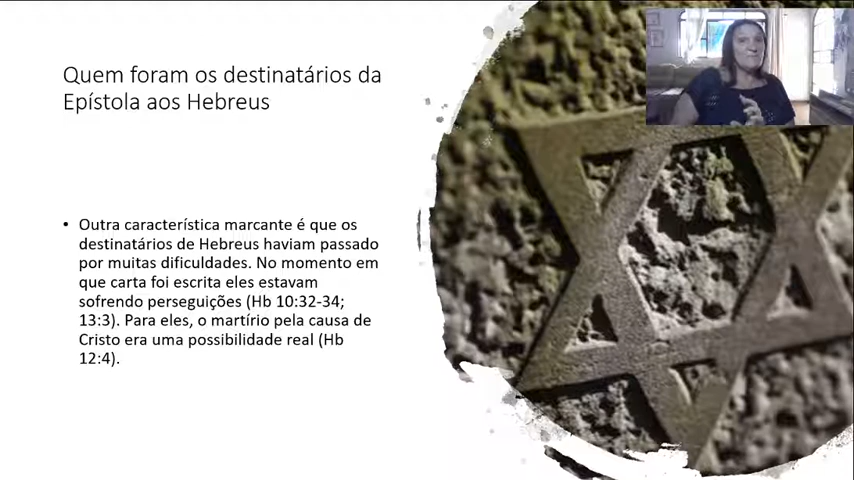 Quem foram os destinatários da
Epístola aos Hebreus
• Outra característica marcante é que os
destinatários de Hebreus haviam passado
por muitas dificuldades. No momento em
que carta foi escrita eles estavam
sofrendo perseguições (Hb 10:32-34;
13:3). Para eles, o martírio pela causa de
Cristo era uma possibilidade real (Hb
12:4).